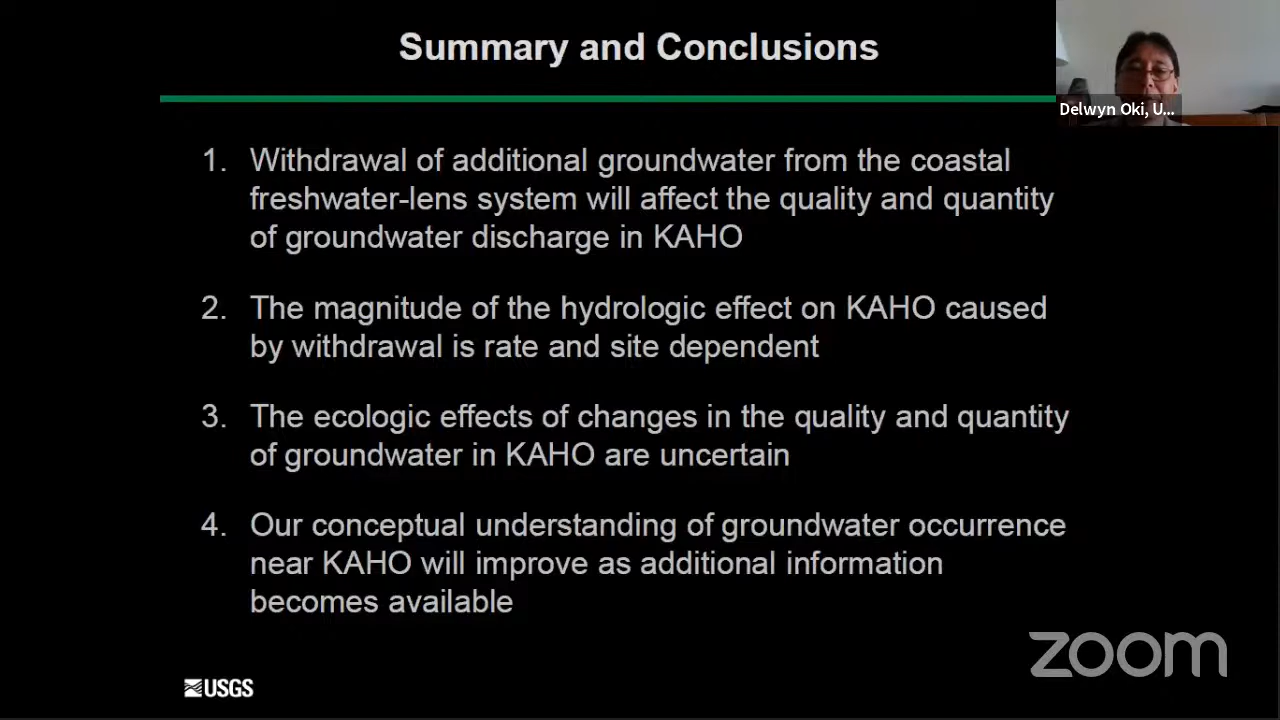 Summary and Conclusions
Delwyn Oki, U...
1. Withdrawal of additional groundwater from the coastal
freshwater-lens system will affect the quality and quantity
of groundwater discharge in KAHO
2. The magnitude of the hydrologic effect on KAHO caused
by withdrawal is rate and site dependent
3. The ecologic effects of changes in the quality and quantity
of groundwater in KAHO are uncertain
4. Our conceptual understanding of groundwater occurrence
near KAHO will improve as additional information
becomes available
zoom
USGS